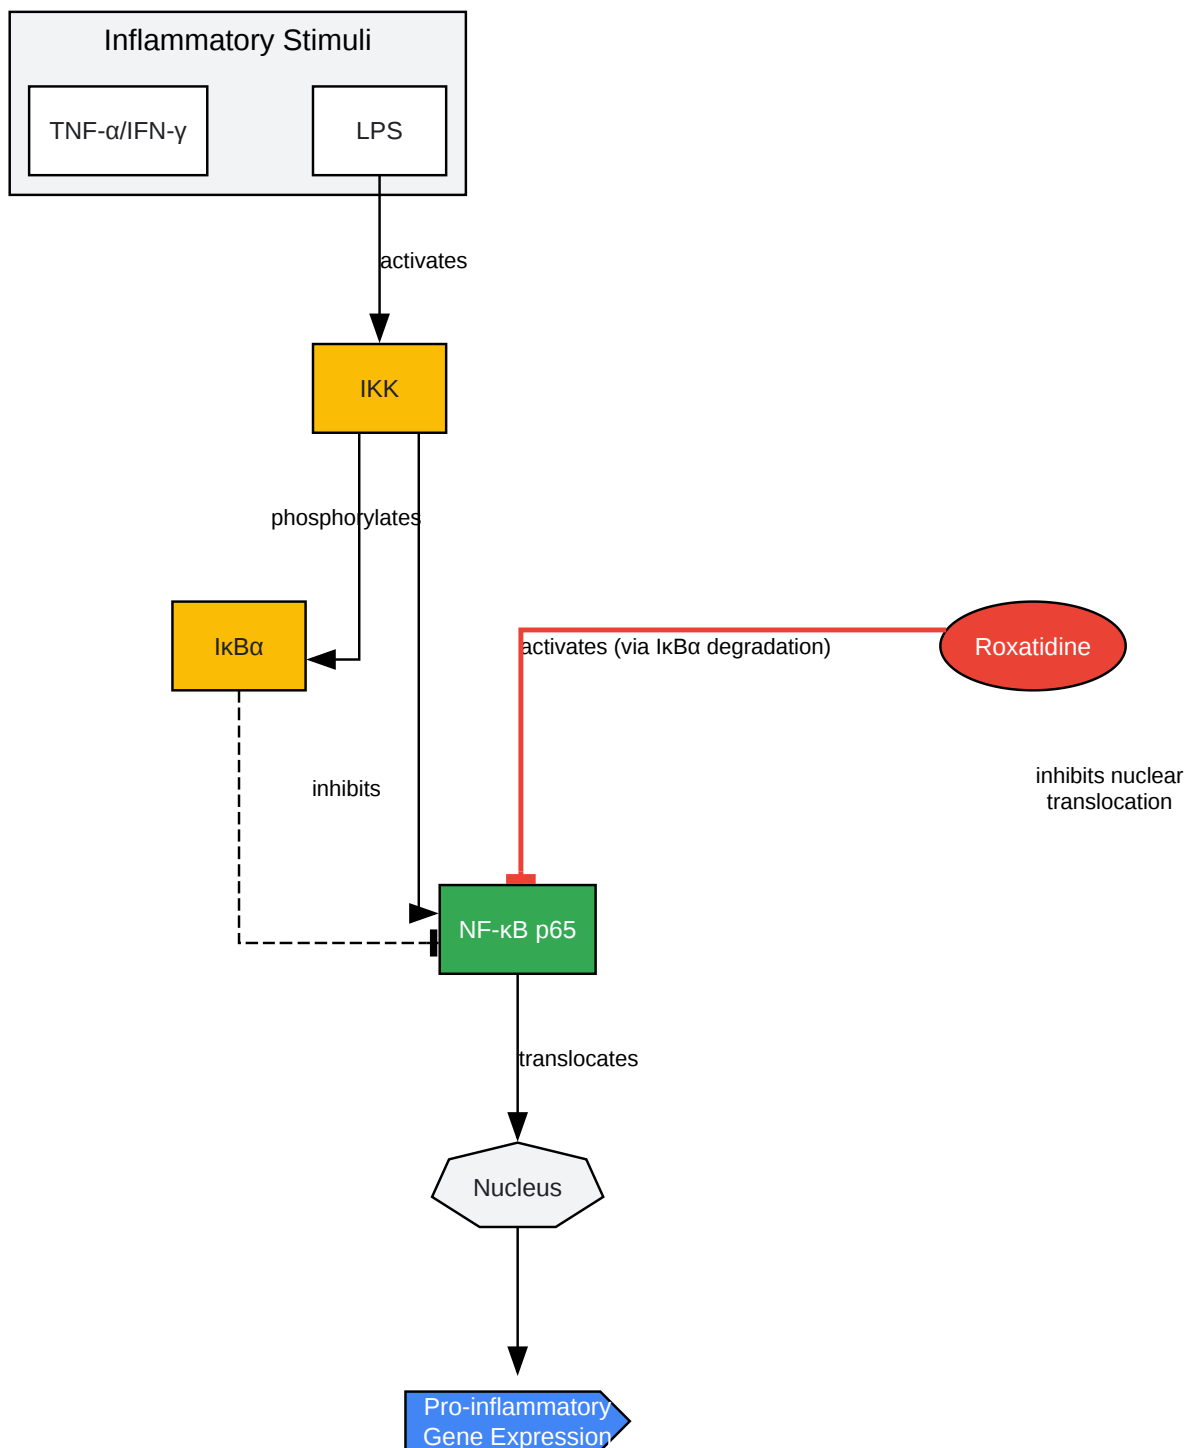 Inflammatory Stimuli
TNF-α/IFN-γ
LPS
activates
IKK
phosphorylates
IκBα
activates (via IκBα degradation)
Roxatidine
inhibits nuclear
translocation
inhibits
NF-κB p65
translocates
Nucleus
Pro-inflammatory
Gene Expression